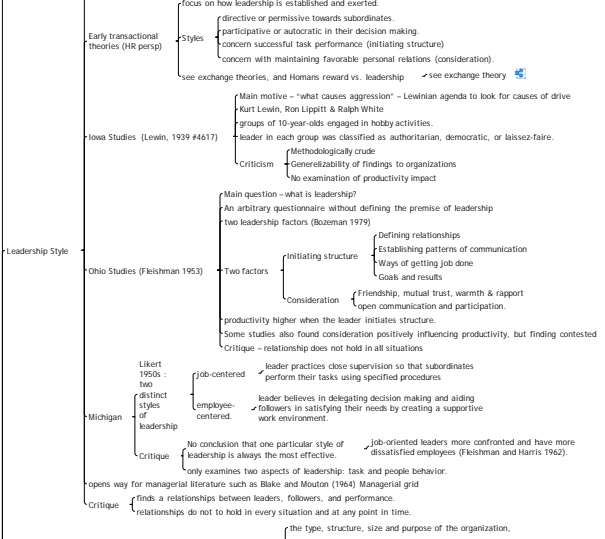 focus on how leadership is established and exerted.
directive or permissive towards subordinates.
Early transactional
theories (HR persp)
Styles
participative or autocratic in their decision making.
concern successful task performance (initiating structure)
concern with maintaining favorable personal relations (consideration).
see exchange theories, and Homans reward vs. leadership
see exchange theory
Main motive – "what causes aggression" – Lewinian agenda to look for causes of drive
Kurt Lewin, Ron Lippitt & Ralph White
groups of 10-year-olds engaged in hobby activities.
Iowa Studies (Lewin, 1939 #4617)
leader in each group was classified as authoritarian, democratic, or laissez-faire.
Methodologically crude
Criticism
Generelizability of findings to organizations
No examination of productivity impact
Leadership Style
Main question – what is leadership?
An arbitrary questionnaire without defining the premise of leadership
two leadership factors (Bozeman 1979)
Ohio Studies (Fleishman 1953)
Two factors
Initiating structure
Defining relationships
Establishing patterns of communication
Ways of getting job done
Goals and results
Consideration
Friendship, mutual trust, warmth & rapport
open communication and participation.
productivity higher when the leader initiates structure.
Some studies also found consideration positively influencing productivity, but finding contested
Critique – relationship does not hold in all situations
Michigan
Likert
1950s :
two
distinct
styles
of
leadership
job-centered
leader practices close supervision so that subordinates
perform their tasks using specified procedures
employee-
centered.
leader believes in delegating decision making and aiding
followers in satisfying their needs by creating a supportive
work environment.
Critique
No conclusion that one particular style of
leadership is always the most effective.
job-oriented leaders more confronted and have more
dissatisfied employees (Fleishman and Harris 1962).
only examines two aspects of leadership: task and people behavior.
opens way for managerial literature such as Blake and Mouton (1964) Managerial grid
Critique
finds a relationships between leaders, followers, and performance.
relationships do not to hold in every situation and at any point in time.
the type, structure, size and purpose of the organization,